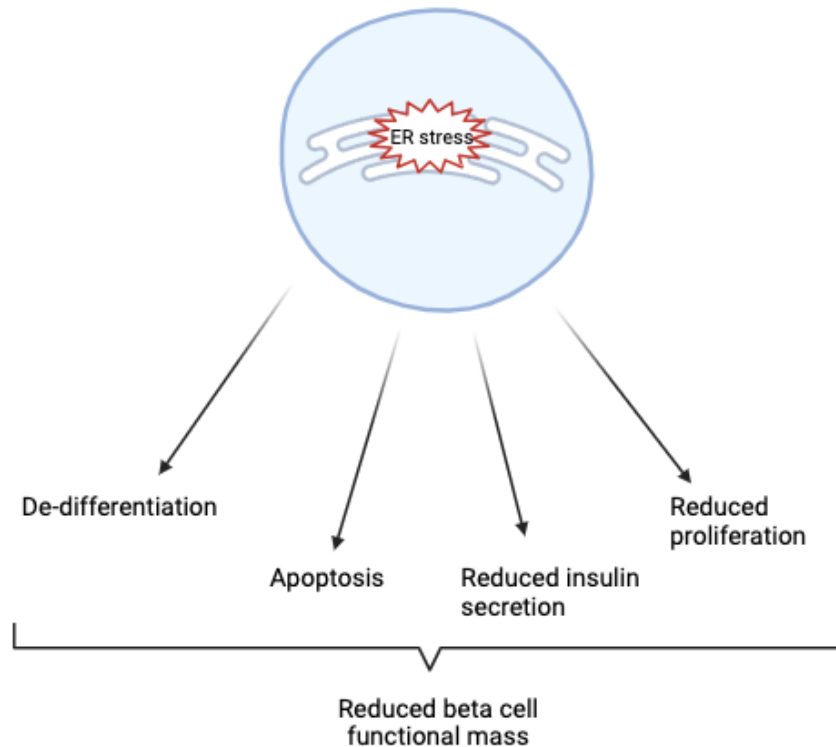 ER stress
De-differentiation
Apoptosis
Reduced insulin
secretion
Reduced
proliferation
Reduced beta cell
functional mass